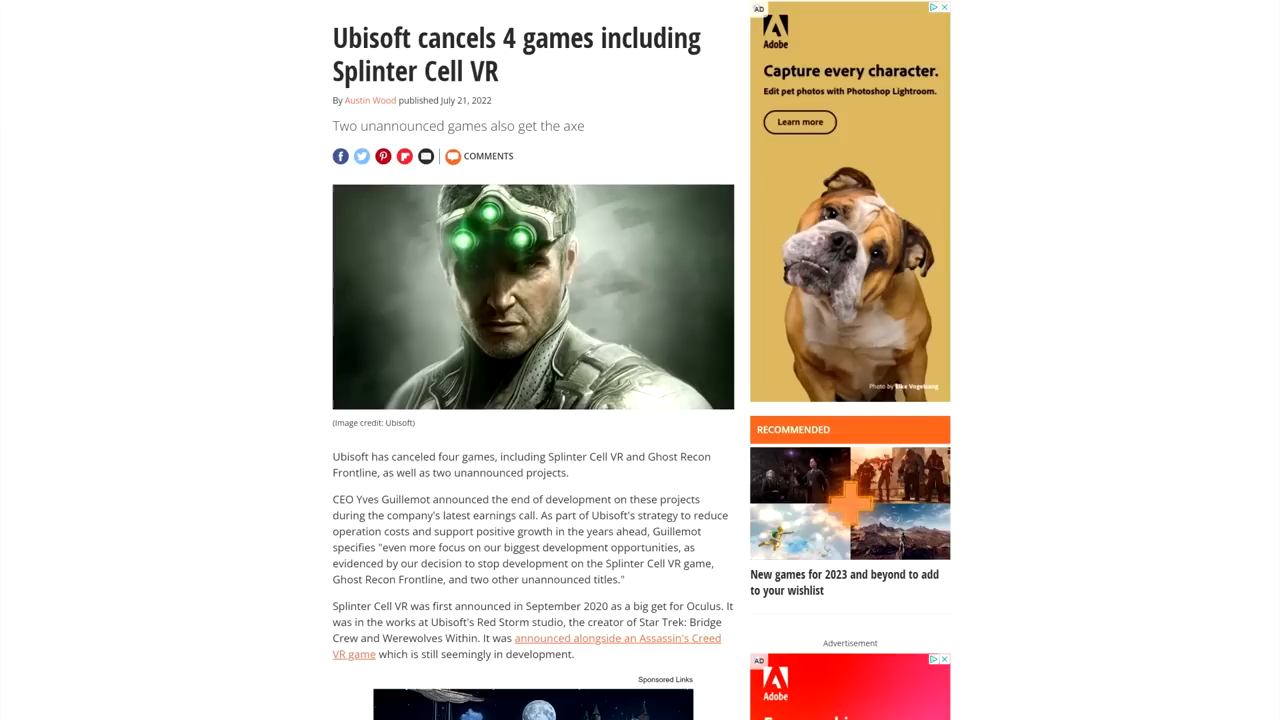 Ubisoft cancels 4 games including
Splinter Cell VR
By Austin Wood published July 21, 2022
Two unannounced games also get the axe
COMMENTS
(Image credit: Ubisoft)
Ubisoft has canceled four games, including Splinter Cell VR and Ghost Recon
Frontline, as well as two unannounced projects.
CEO Yves Guillemot announced the end of development on these projects
during the company's latest earnings call. As part of Ubisoft's strategy to reduce
operation costs and support positive growth in the years ahead, Guillemot
specifies "even more focus on our biggest development opportunities, as
evidenced by our decision to stop development on the Splinter Cell VR game,
Ghost Recon Frontline, and two other unannounced titles."
Splinter Cell VR was first announced in September 2020 as a big get for Oculus. It
was in the works at Ubisoft's Red Storm studio, the creator of Star Trek: Bridge
Crew and Werewolves Within. It was announced alongside an Assassin's Creed
VR game which is still seemingly in development.
Sponsored Links
AD
Adobe
Capture every character.
Edit pet photos with Photoshop Lightroom.
Learn more
Photo by Elke Vogelsang
RECOMMENDED
New games for 2023 and beyond to add
to your wishlist
Advertisement
AD
Adobe